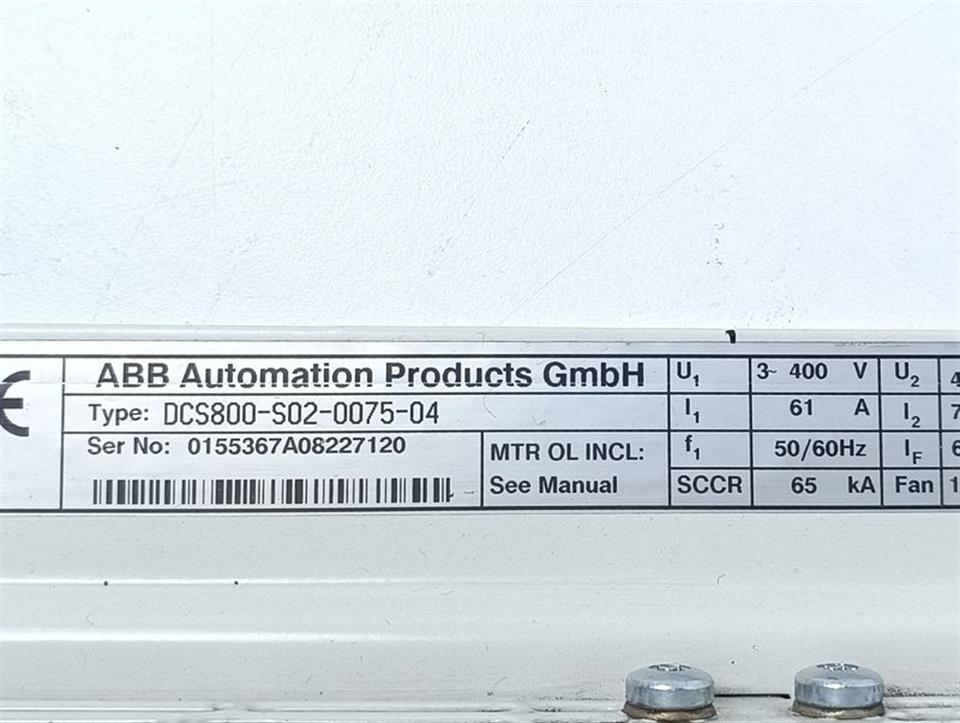 CE
ABB Automation Products GmbH
Type: DCS800-S02-0075-04
Ser No: 0155367A08227120
MTR OL INCL:
See Manual
U1 3~ 400 V U2
I1 61 A I2
f1 50/60Hz IF
SCCR 65 kA Fan